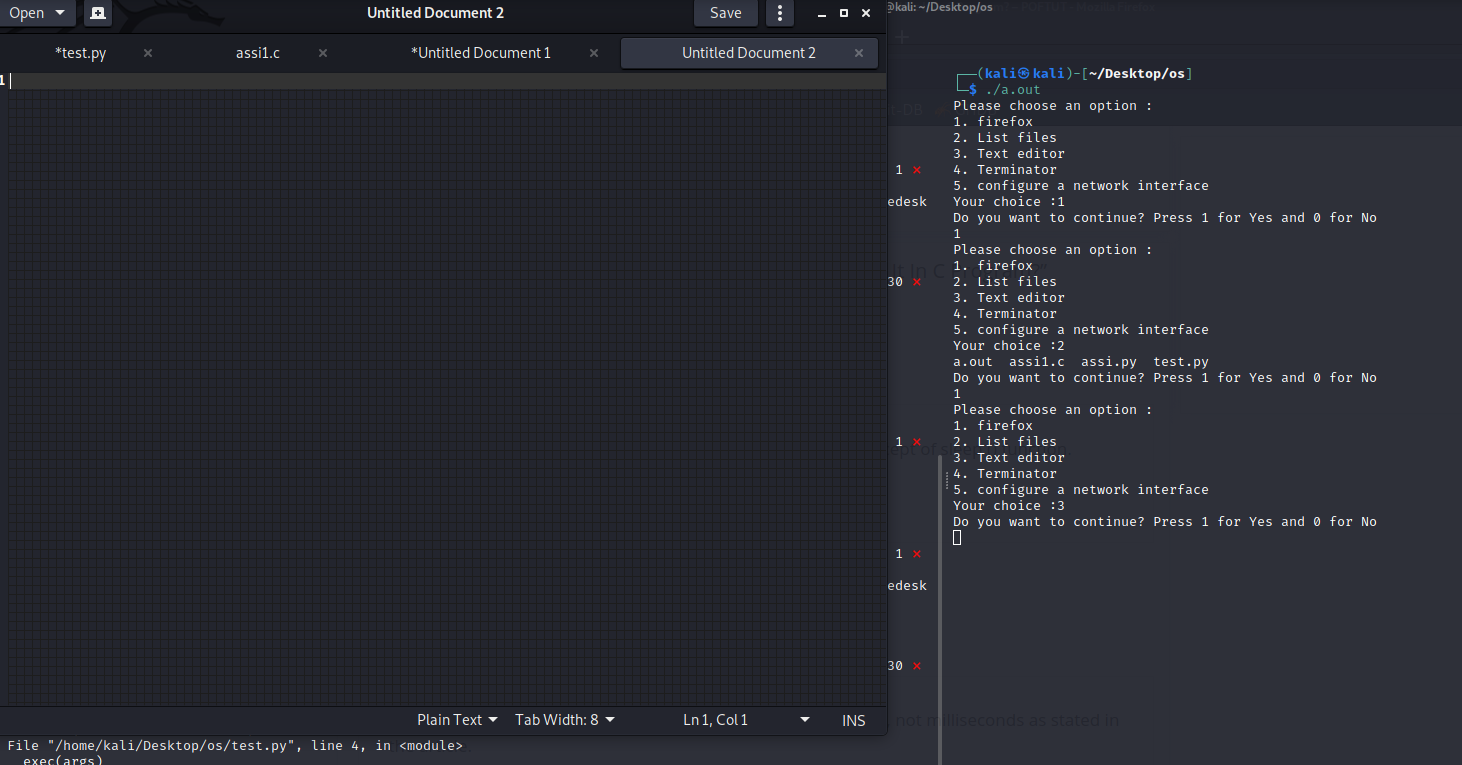 Open
Untitled Document 2
Save
*test.py
assi1.c
*Untitled Document 1
Untitled Document 2
1
Plain Text
Tab Width: 8
Ln 1, Col 1
INS
File "/home/kali/Desktop/os/test.py", line 4, in <module>
exec(args)
1 ×
edesk
30 ×
1 ×
1 ×
edesk
30 ×
not milliseconds as stated in
@kali: ~/Desktop/os
┌──(kali㉿kali)-[~/Desktop/os]
└─$ ./a.out
Please choose an option :
1. firefox
2. List files
3. Text editor
4. Terminator
5. configure a network interface
Your choice :1
Do you want to continue? Press 1 for Yes and 0 for No
1
Please choose an option :
1. firefox
2. List files
3. Text editor
4. Terminator
5. configure a network interface
Your choice :2
a.out  assi1.c  assi.py  test.py
Do you want to continue? Press 1 for Yes and 0 for No
1
Please choose an option :
1. firefox
2. List files
3. Text editor
4. Terminator
5. configure a network interface
Your choice :3
Do you want to continue? Press 1 for Yes and 0 for No